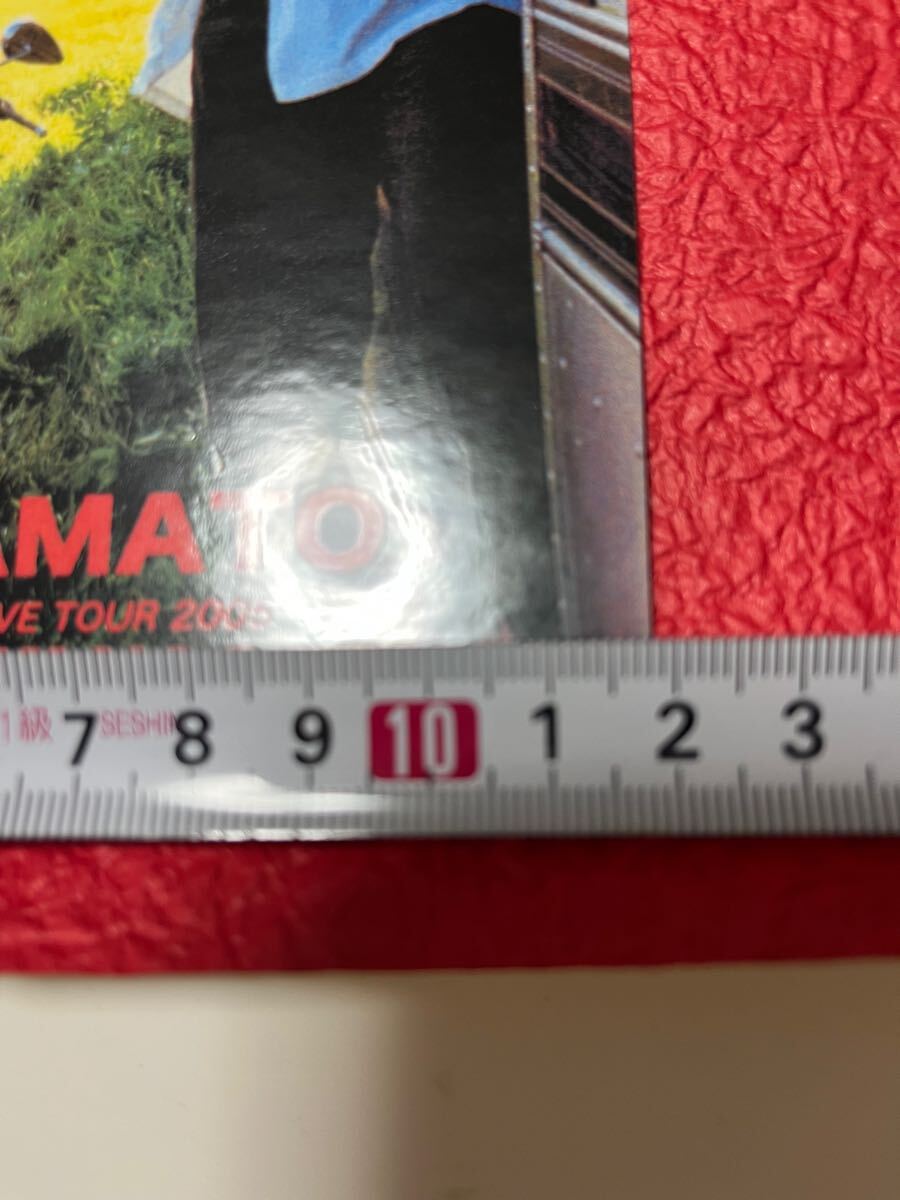 AMATO
VE TOUR 2005
1級 7 SESHIN 8 9 10 1 2 3